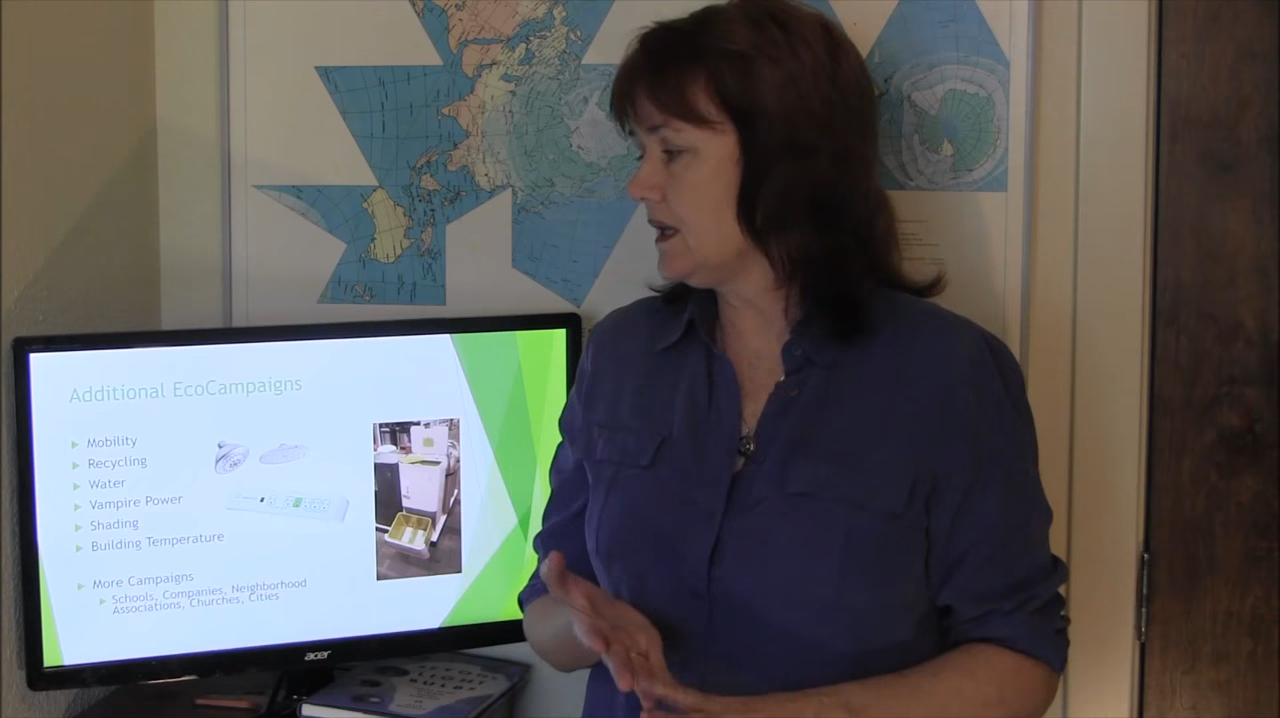 Additional EcoCampaigns
Mobility
Recycling
Water
Vampire Power
Shading
Building Temperature
More Campaigns
Schools, Companies, Neighborhood
Associations, Churches, Cities
acer